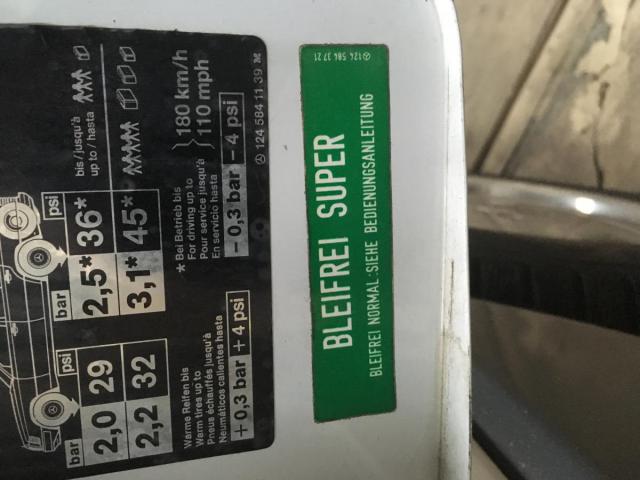 bar psi bar psi
2,0 29 2,5* 36* bis / jusqu'à
up to / hasta
2,2 32 3,1* 45*
Warme Reifen bis
Warm tires up to
Pneus échauffés jusqu'à
Neumáticos calientes hasta
+ 0,3 bar + 4 psi
* Bei Betrieb bis
For driving up to
Pour service jusqu'à
En servicio hasta
180 km/h
110 mph
- 0,3 bar - 4 psi
124 584 11 39
124 584 37 21
BLEIFREI SUPER
BLEIFREI NORMAL:SIEHE BEDIENUNGSANLEITUNG